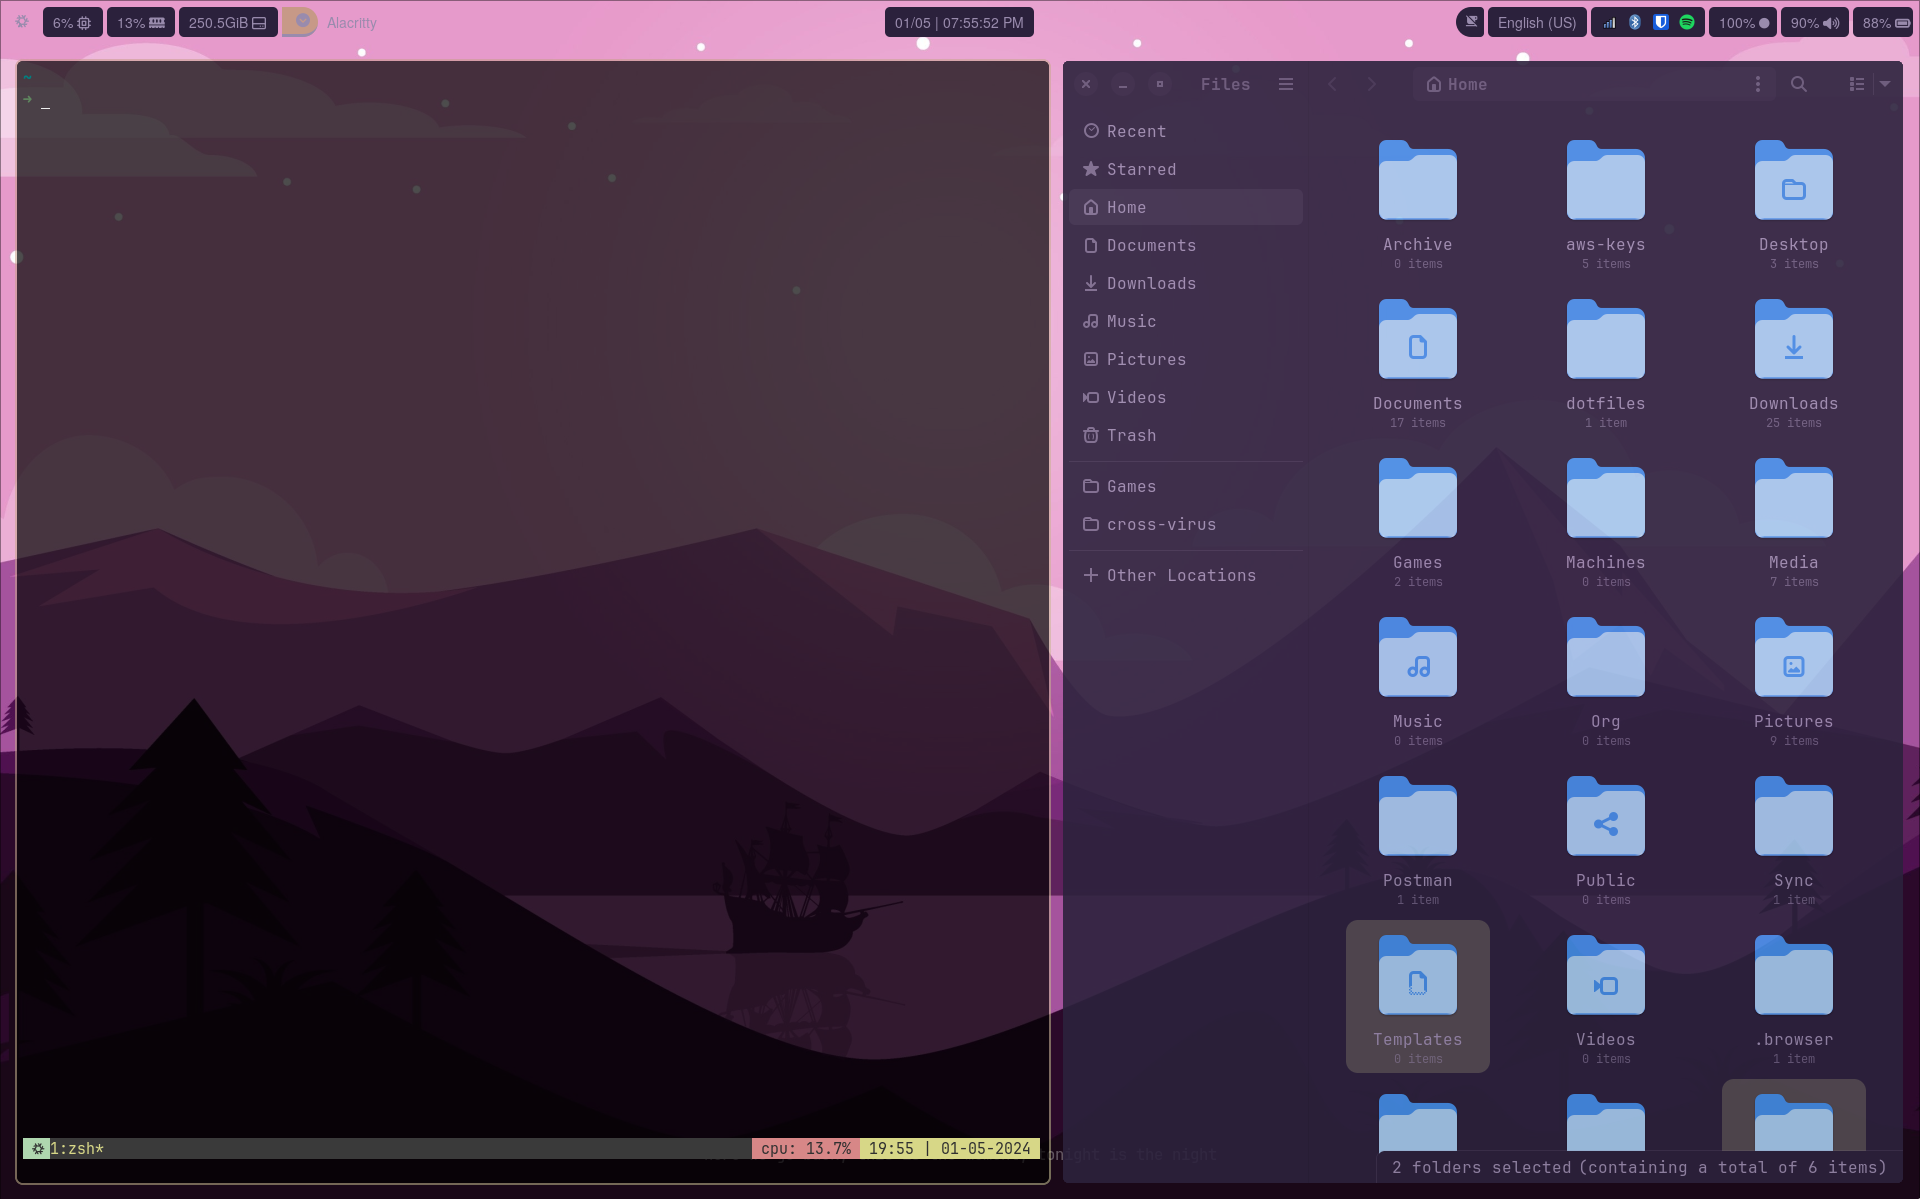 6%
13%
250.5GiB
Alacritty
01/05 | 07:55:52 PM
English (US)
100%
90%
88%
~
→ _
Files
Home
Recent
Starred
Home
Documents
Downloads
Music
Pictures
Videos
Trash
Games
cross-virus
Other Locations
Archive
0 items
aws-keys
5 items
Desktop
3 items
Documents
17 items
dotfiles
1 item
Downloads
25 items
Games
2 items
Machines
0 items
Media
7 items
Music
0 items
Org
0 items
Pictures
9 items
Postman
1 item
Public
0 items
Sync
1 item
Templates
0 items
Videos
0 items
.browser
1 item
1:zsh*
cpu: 13.7%
19:55 | 01-05-2024
tonight is the night
2 folders selected (containing a total of 6 items)